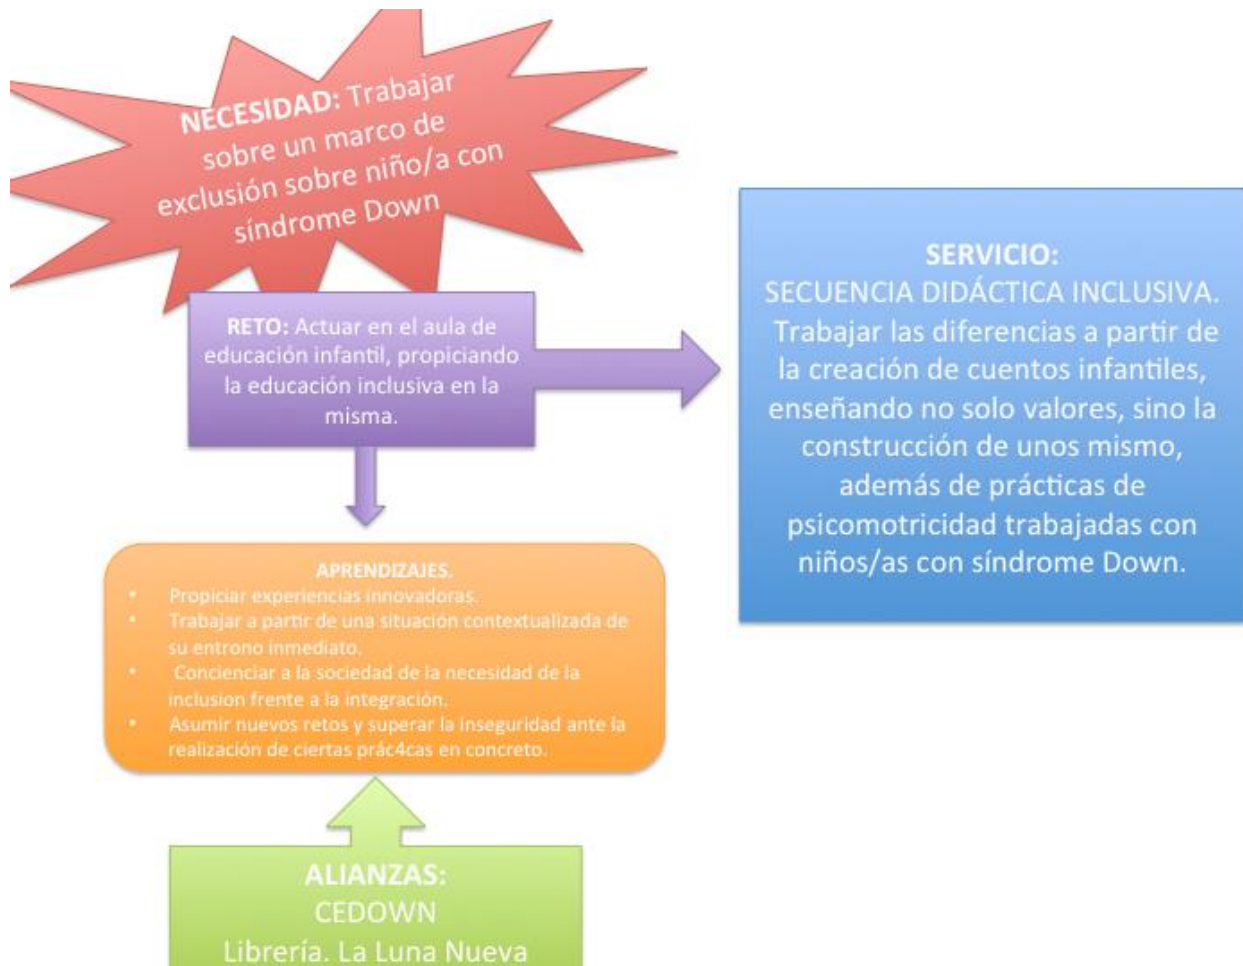 NECESIDAD: Trabajar
sobre un marco de
exclusión sobre niño/a con
síndrome Down
RETO: Actuar en el aula de
educación infantil, propiciando
la educación inclusiva en la
misma.
SERVICIO:
SECUENCIA DIDÁCTICA INCLUSIVA.
Trabajar las diferencias a partir de
la creación de cuentos infantiles,
enseñando no solo valores, sino la
construcción de unos mismo,
además de prácticas de
psicomotricidad trabajadas con
niños/as con síndrome Down.
APRENDIZAJES.
• Propiciar experiencias innovadoras.
• Trabajar a partir de una situación contextualizada de
su entrono inmediato.
• Concienciar a la sociedad de la necesidad de la
inclusion frente a la integración.
• Asumir nuevos retos y superar la inseguridad ante la
realización de ciertas prác4cas en concreto.
ALIANZAS:
CEDOWN
Librería. La Luna Nueva